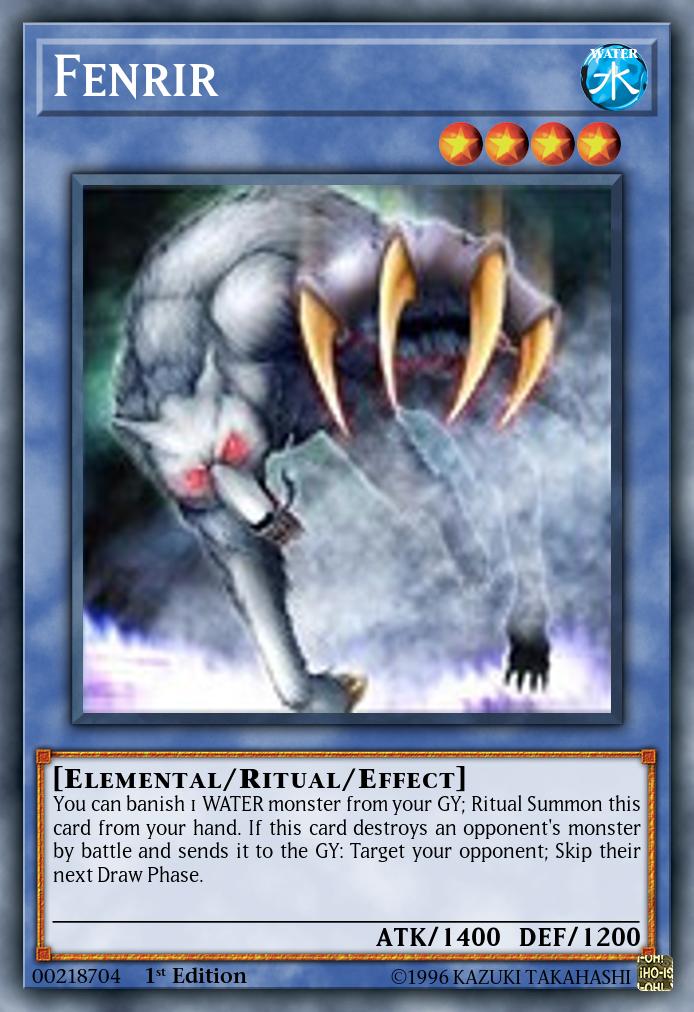 Fenrir
WATER
水
[Elemental/Ritual/Effect]
You can banish 1 WATER monster from your GY; Ritual Summon this
card from your hand. If this card destroys an opponent's monster
by battle and sends it to the GY: Target your opponent; Skip their
next Draw Phase.
ATK/1400 DEF/1200
00218704 1st Edition ©1996 KAZUKI TAKAHASHI